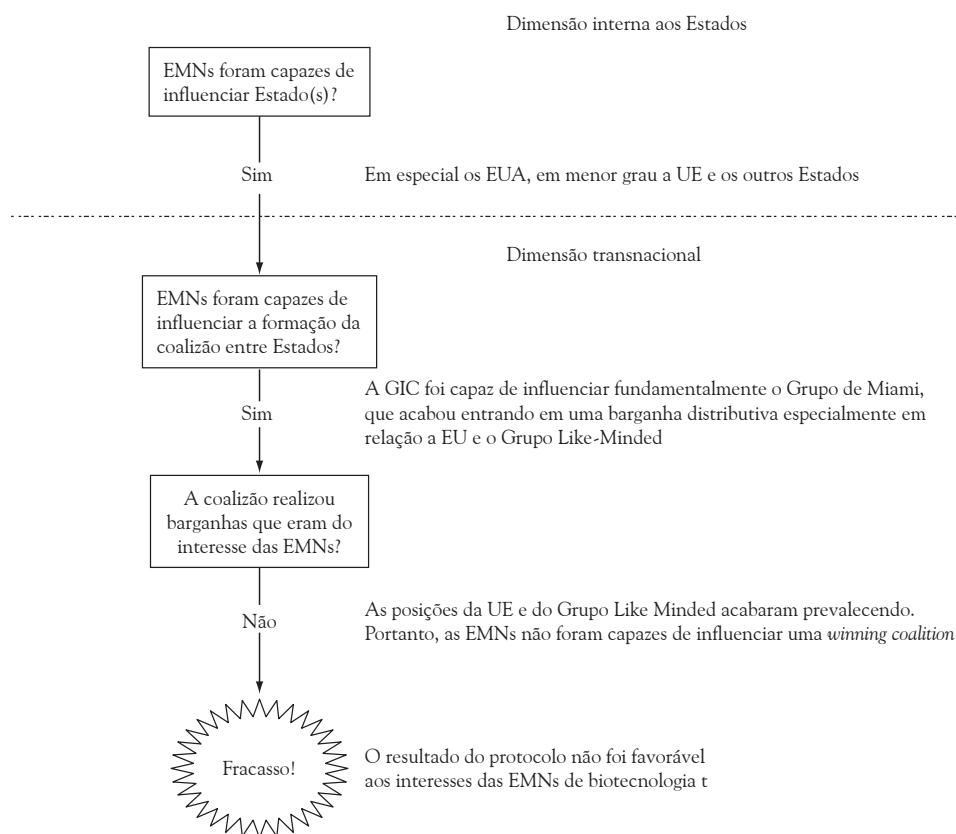 Dimensão interna aos Estados
EMNs foram capazes de
influenciar Estado(s)?
Sim
Em especial os EUA, em menor grau a UE e os outros Estados
Dimensão transnacional
EMNs foram capazes de
influenciar a formação da
coalizão entre Estados?
Sim
A GIC foi capaz de influenciar fundamentalmente o Grupo de Miami,
que acabou entrando em uma barganha distributiva especialmente em
relação a EU e o Grupo Like-Minded
A coalizão realizou
barganhas que eram do
interesse das EMNs?
Não
As posições da UE e do Grupo Like Minded acabaram prevalecendo.
Portanto, as EMNs não foram capazes de influenciar uma winning coalition
Fracasso!
O resultado do protocolo não foi favorável
aos interesses das EMNs de biotecnologia t